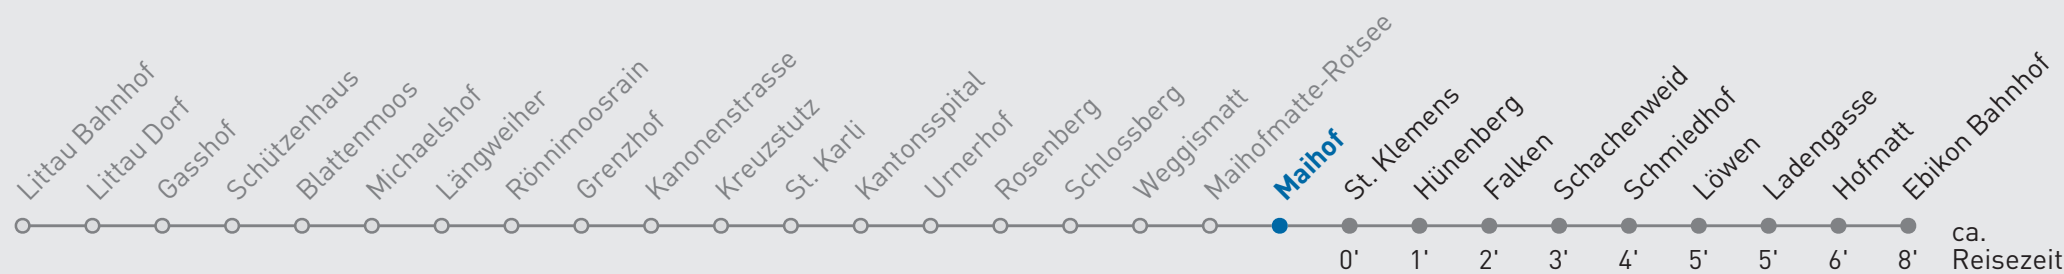 Littau Bahnhof
Littau Dorf
Gasshof
Schützenhaus
Blattenmoos
Michaelshof
Längweiher
Rönnimoosrain
Grenzhof
Kanonenstrasse
Kreuzstutz
St. Karli
Kantonsspital
Urnerhof
Rosenberg
Schlossberg
Weggismatt
Maihofmatte-Rotsee
Maihof
St. Klemens
Hünenberg
Falken
Schachenweid
Schmiedhof
Löwen
Ladengasse
Hofmatt
Ebikon Bahnhof
0' 1' 2' 3' 4' 5' 5' 6' 8'
ca.
Reisezeit